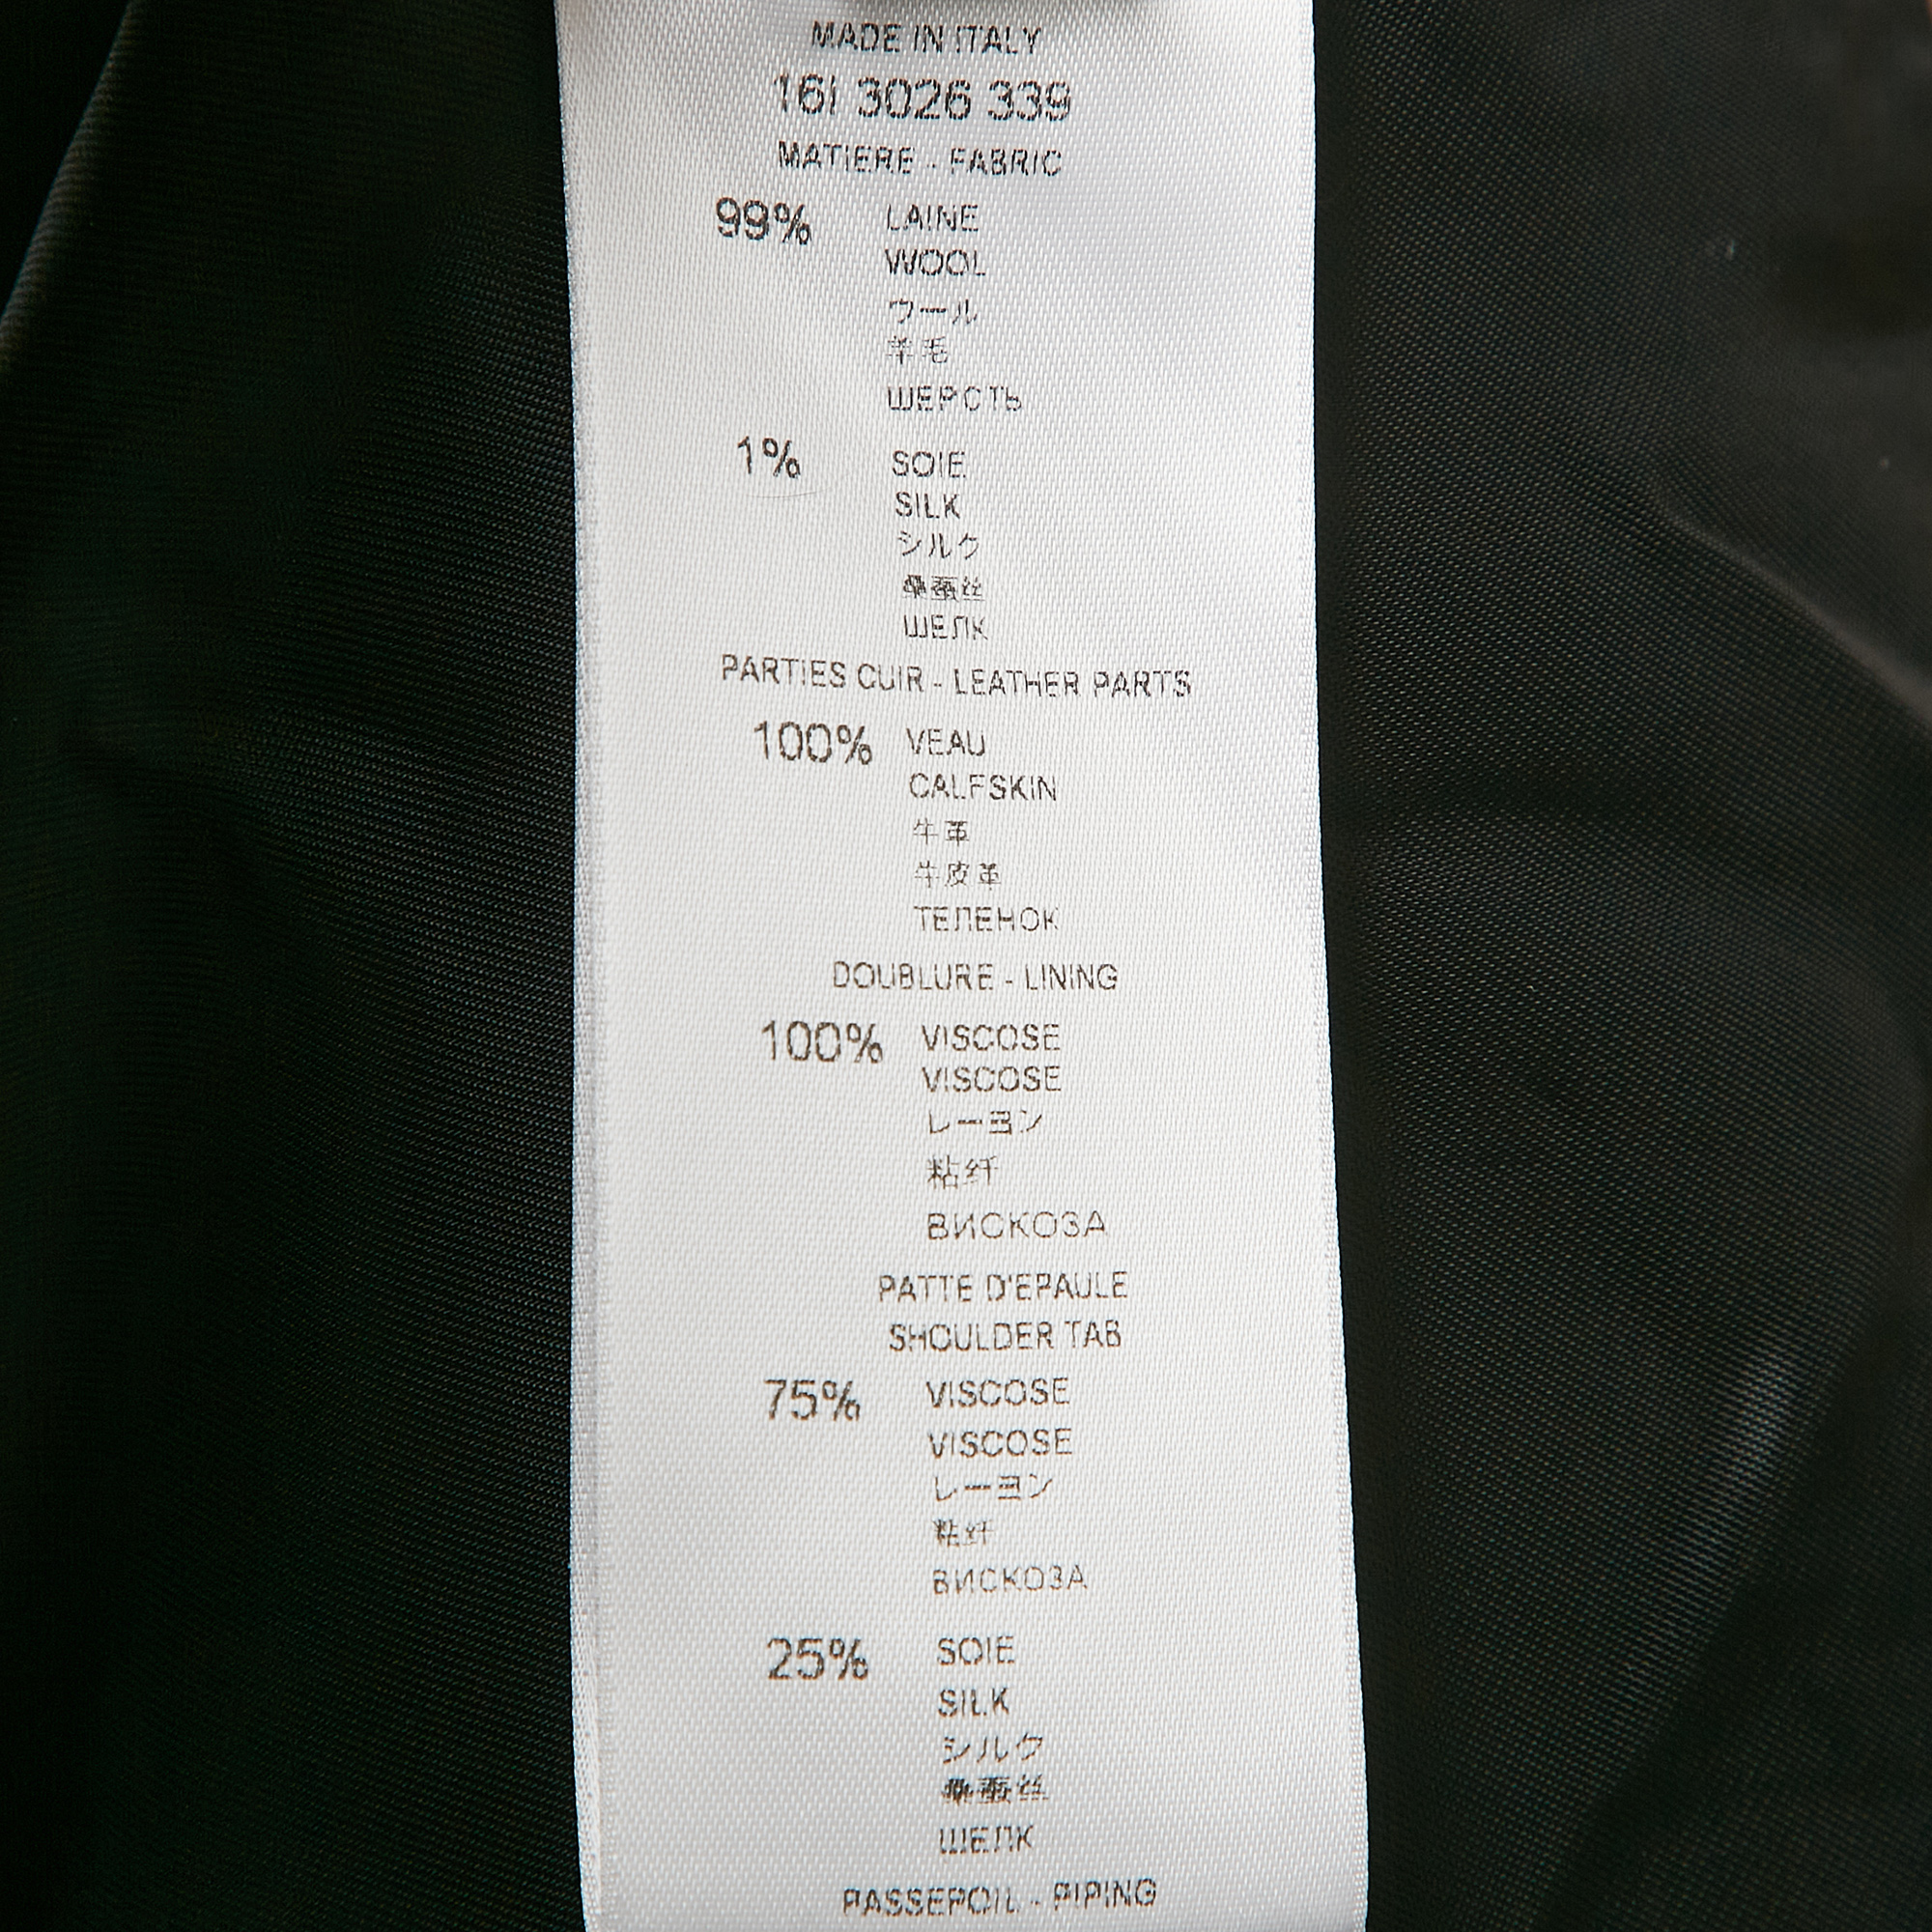 MADE IN ITALY
16I 3026 339
MATIERE - FABRIC
99% LAINE
WOOL
ウール
羊毛
ШЕРСТЬ
1% SOIE
SILK
シルク
桑蚕丝
ШЕЛК
PARTIES CUIR - LEATHER PARTS
100% VEAU
CALFSKIN
牛革
牛皮革
ТЕЛЕНОК
DOUBLURE - LINING
100% VISCOSE
VISCOSE
レーヨン
粘纤
ВИСКОЗА
PATTE D'EPAULE
SHOULDER TAB
75% VISCOSE
VISCOSE
レーヨン
粘纤
ВИСКОЗА
25% SOIE
SILK
シルク
桑蚕丝
ШЕЛК
PASSEPOIL - PIPING